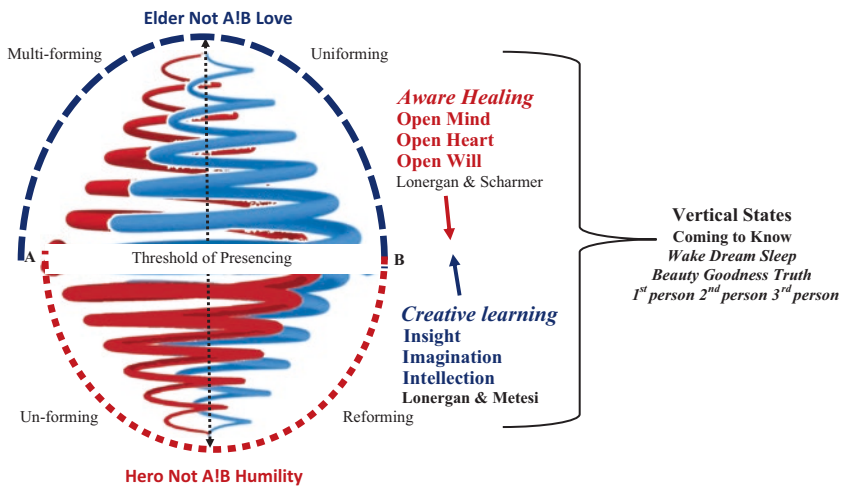 Elder Not A!B Love
Multi-forming
Uniforming
Aware Healing
Open Mind
Open Heart
Open Will
Lonergan & Scharmer
A
Threshold of Presencing
B
Vertical States
Coming to Know
Wake Dream Sleep
Beauty Goodness Truth
1st person 2nd person 3rd person
Creative learning
Insight
Imagination
Intellection
Lonergan & Metesi
Un-forming
Reforming
Hero Not A!B Humility